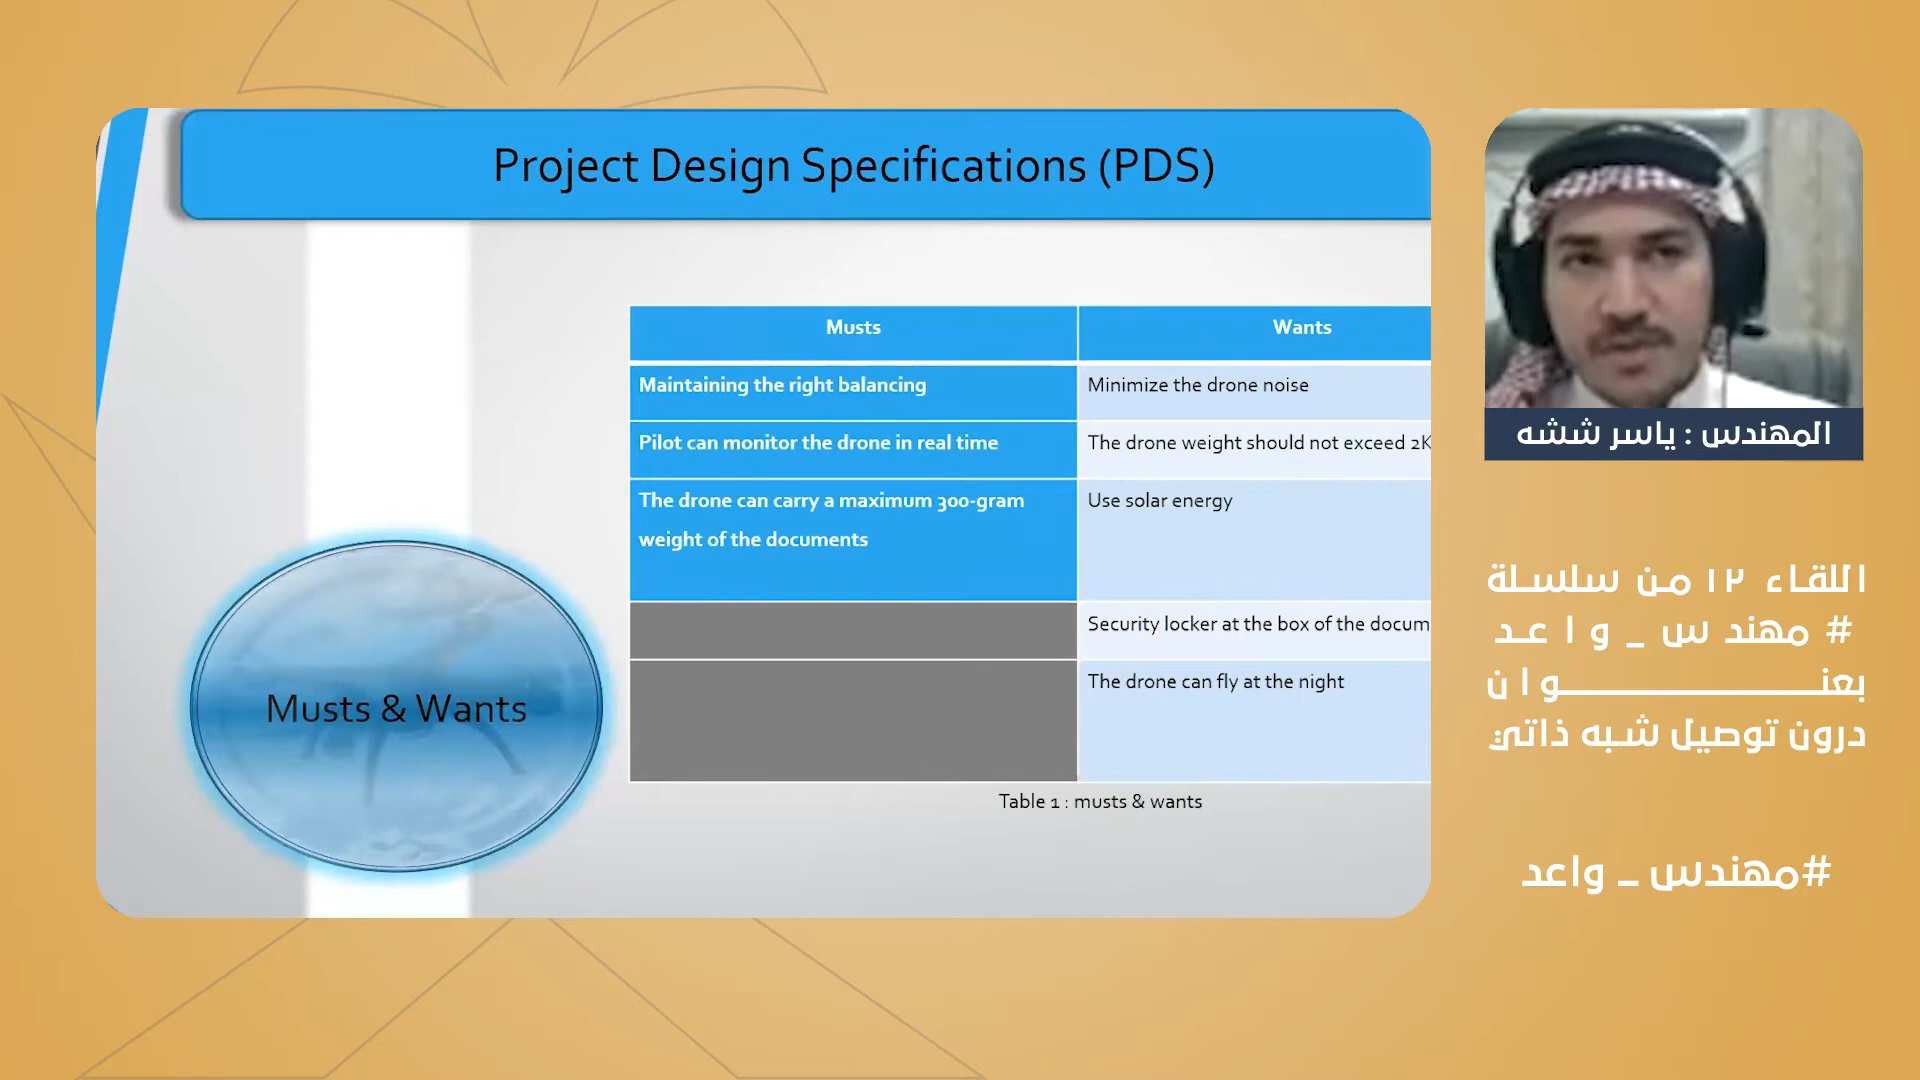 Project Design Specifications (PDS)
Musts
Wants
Maintaining the right balancing
Minimize the drone noise
Pilot can monitor the drone in real time
The drone weight should not exceed 2K
The drone can carry a maximum 300-gram
weight of the documents
Use solar energy
Security locker at the box of the docum
The drone can fly at the night
Musts & Wants
Table 1 : musts & wants
المهندس : ياسر ششه
اللقاء ١٢ من سلسلة
# مهندس _ واعد
بعنـــوان
درون توصيل شبه ذاتي
#مهندس _ واعد